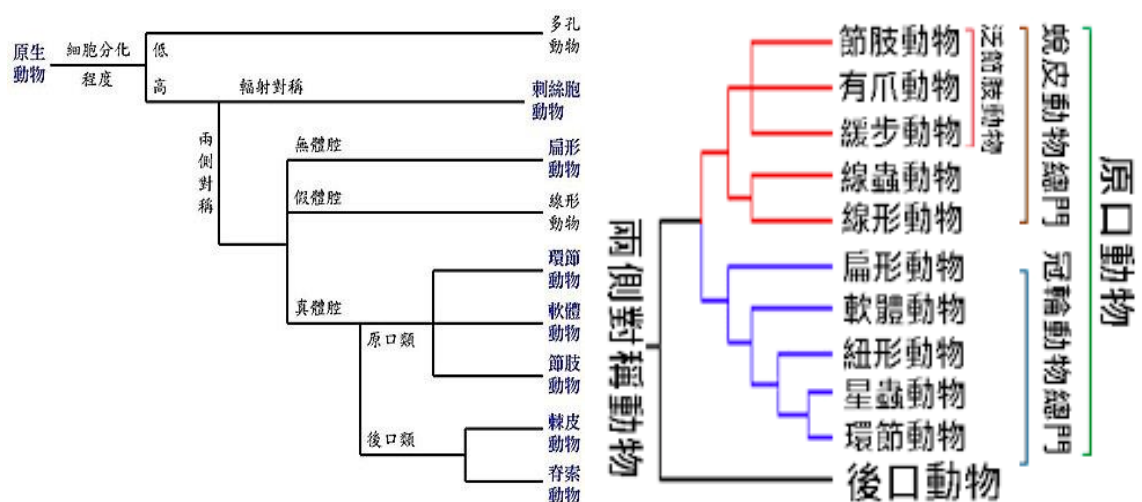 原生
動物
細胞分化
程度
低
高
多孔
動物
輻射對稱
刺絲胞
動物
兩側對稱
無體腔
扁形
動物
假體腔
線形
動物
真體腔
環節
動物
原口類
軟體
動物
節肢
動物
後口類
棘皮
動物
脊索
動物
兩側對稱動物
節肢動物
有爪動物
緩步動物
線蟲動物
線形動物
扁形動物
軟體動物
紐形動物
星蟲動物
環節動物
後口動物
泛節肢動物
蛻皮動物總門
冠輪動物總門
原口動物